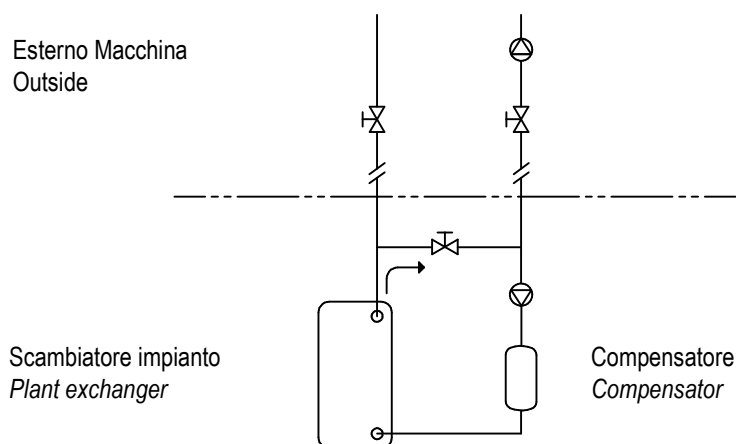 Esterno Macchina
Outside
Scambiatore impianto
Plant exchanger
Compensatore
Compensator